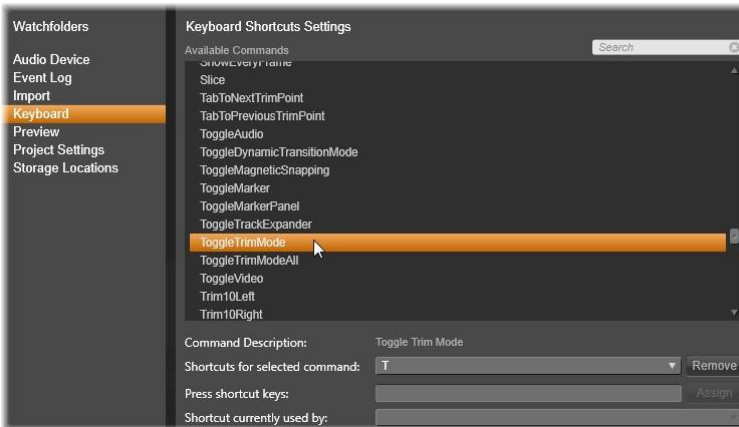 Watchfolders
Audio Device
Event Log
Import
Keyboard
Preview
Project Settings
Storage Locations
Keyboard Shortcuts Settings
Available Commands
Search
ShowEveryFrame
Slice
TabToNextTrimPoint
TabToPreviousTrimPoint
ToggleAudio
ToggleDynamicTransitionMode
ToggleMagneticSnapping
ToggleMarker
ToggleMarkerPanel
ToggleTrackExpander
ToggleTrimMode
ToggleTrimModeAll
ToggleVideo
Trim10Left
Trim10Right
Command Description: Toggle Trim Mode
Shortcuts for selected command: T Remove
Press shortcut keys: Assign
Shortcut currently used by: